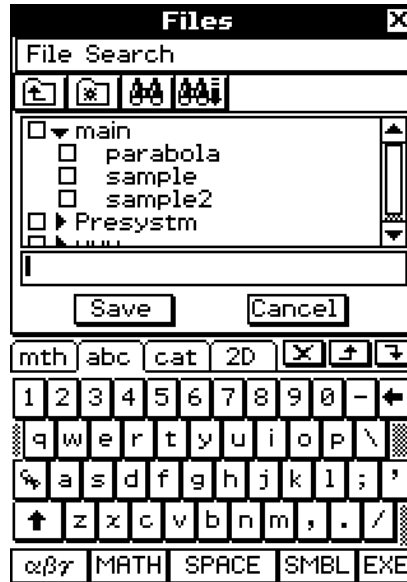 Files
File Search
main
parabola
sample
sample2
Presystm
Save Cancel
mth abc cat 2D
1 2 3 4 5 6 7 8 9 0 -
q w e r t y u i o p \
a s d f g h j k l ; '
z x c v b n m , . /
αβγ MATH SPACE SMBL EXE